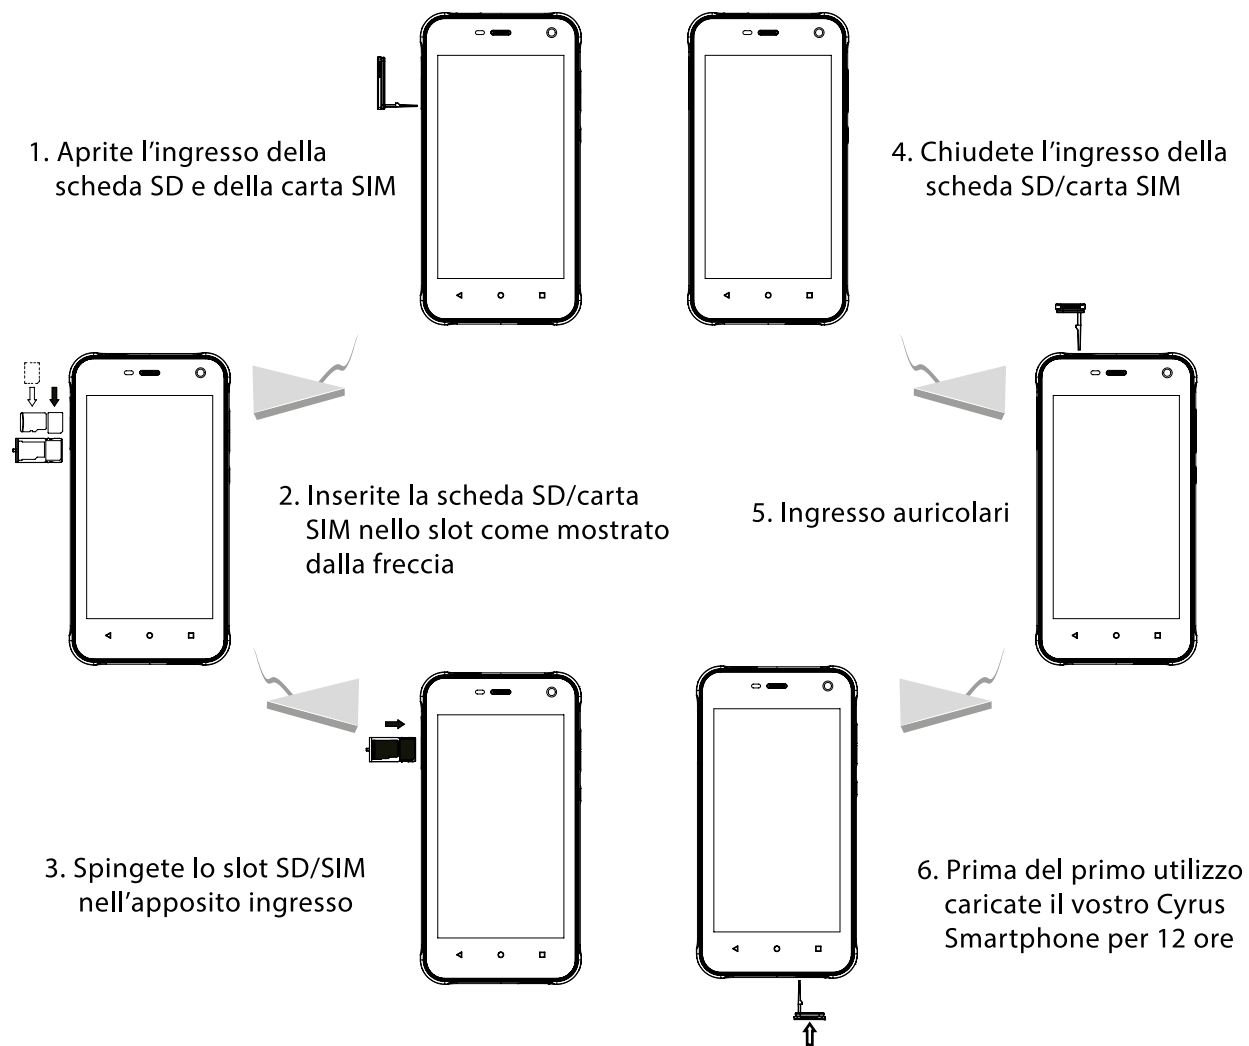 1. Aprite l'ingresso della
scheda SD e della carta SIM
2. Inserite la scheda SD/carta
SIM nello slot come mostrato
dalla freccia
3. Spingete lo slot SD/SIM
nell'apposito ingresso
4. Chiudete l'ingresso della
scheda SD/carta SIM
5. Ingresso auricolari
6. Prima del primo utilizzo
caricate il vostro Cyrus
Smartphone per 12 ore